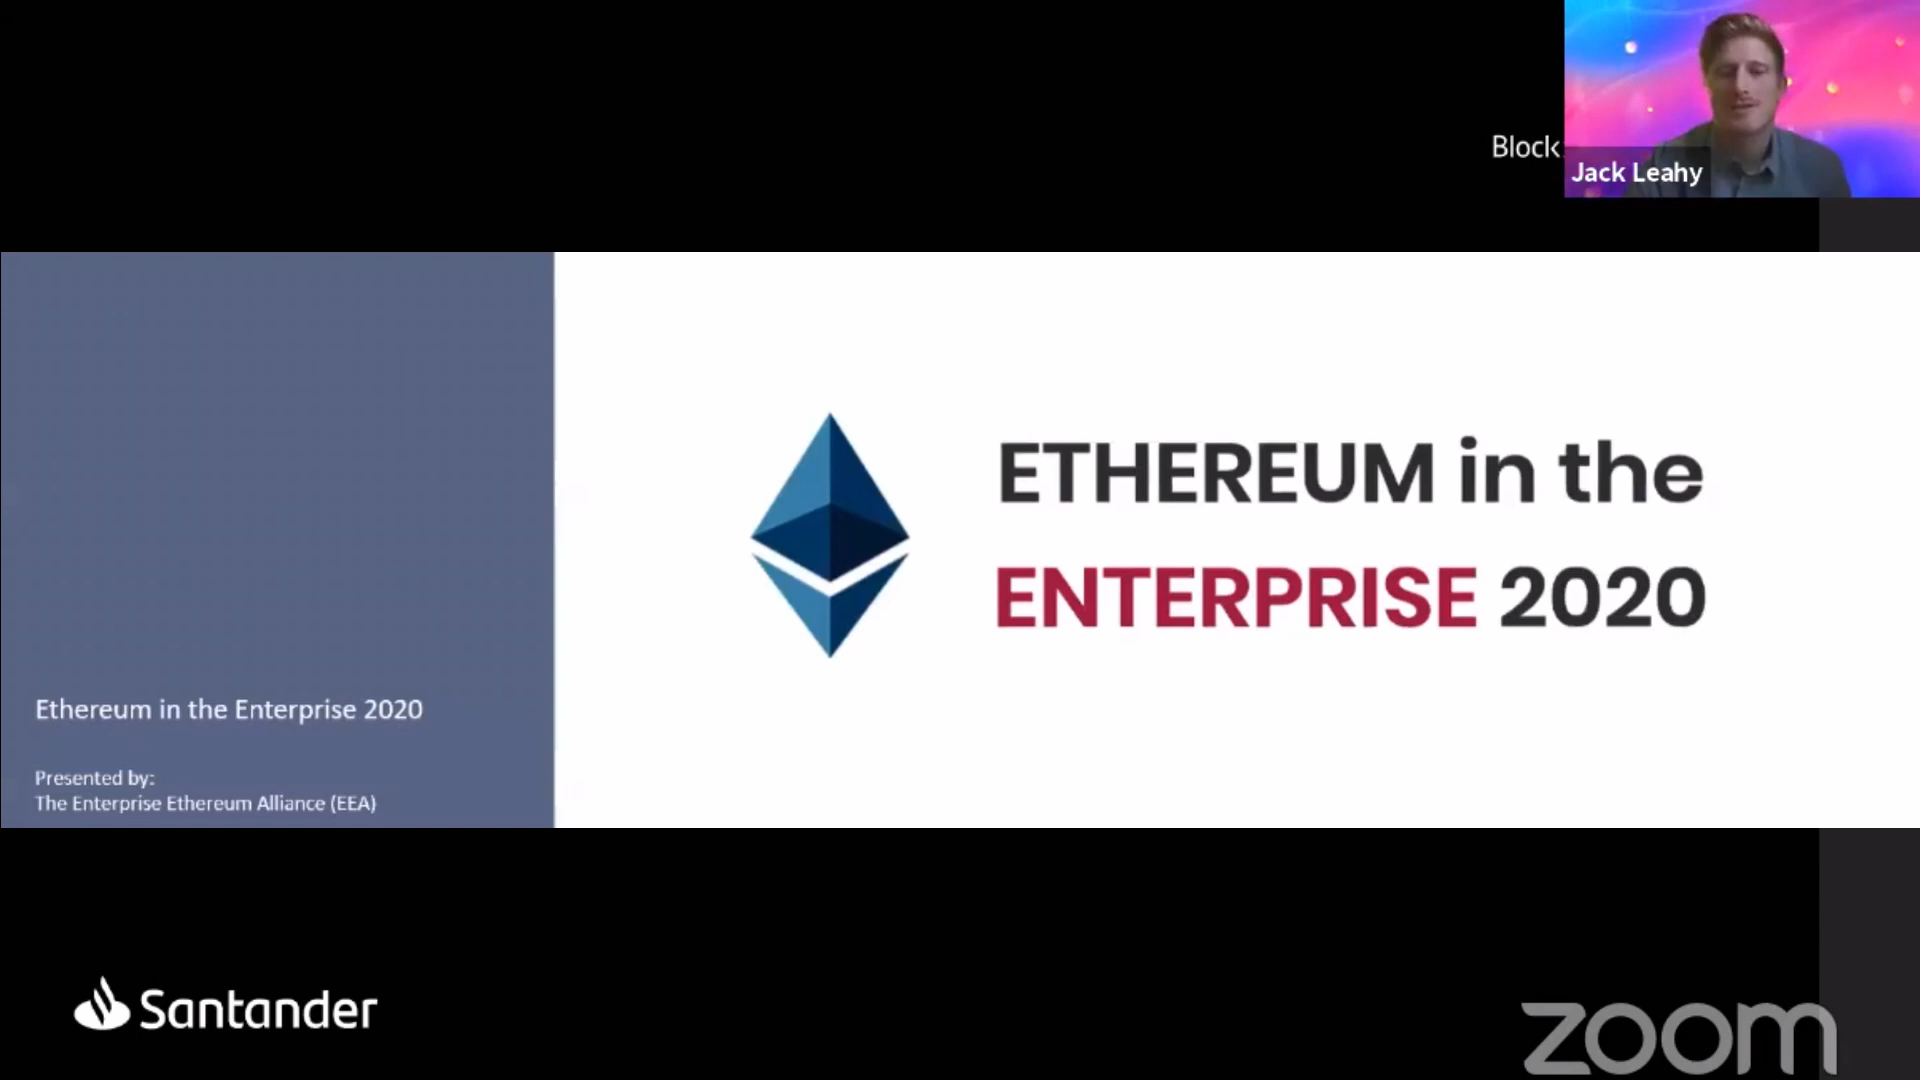 Block
Jack Leahy
ETHEREUM in the
ENTERPRISE 2020
Ethereum in the Enterprise 2020
Presented by:
The Enterprise Ethereum Alliance (EEA)
Santander
zoom